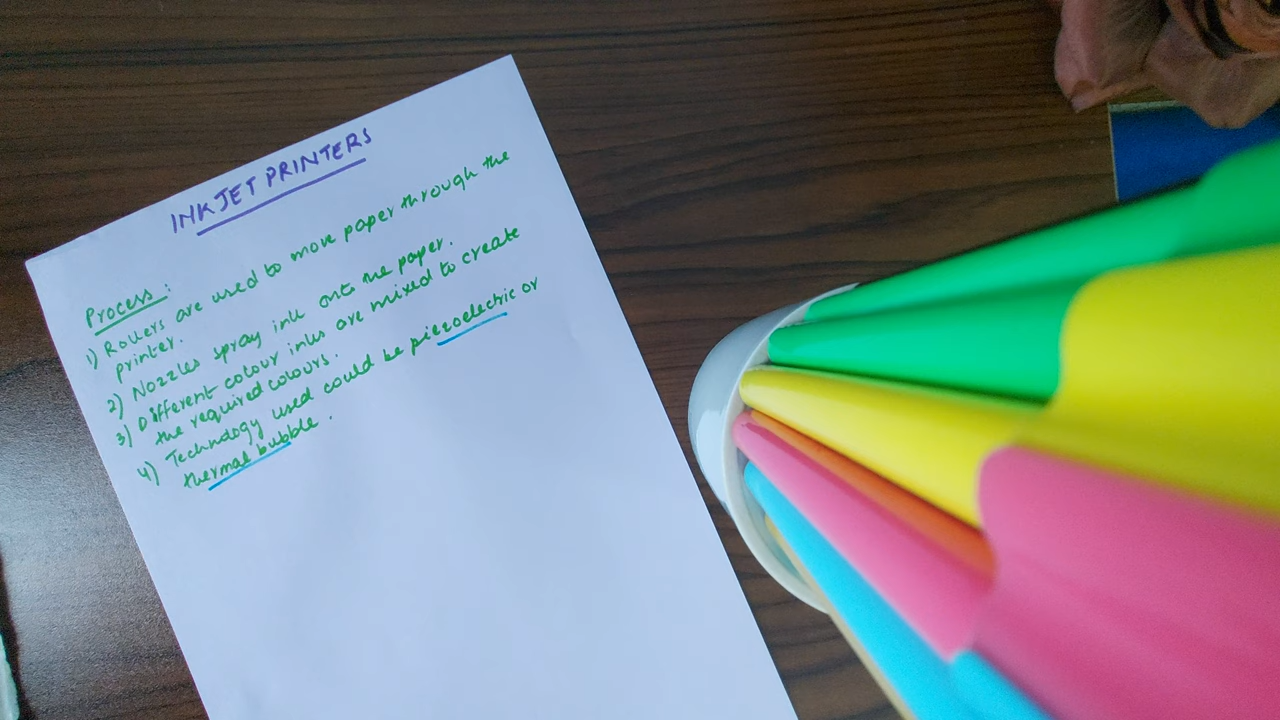 INKJET PRINTERS
Process :
1) Rollers are used to move paper through the
printer.
2) Nozzles spray ink onto the paper.
3) Different colour inks are mixed to create
the required colours.
4) Technology used could be piezoelectric or
thermal bubble .